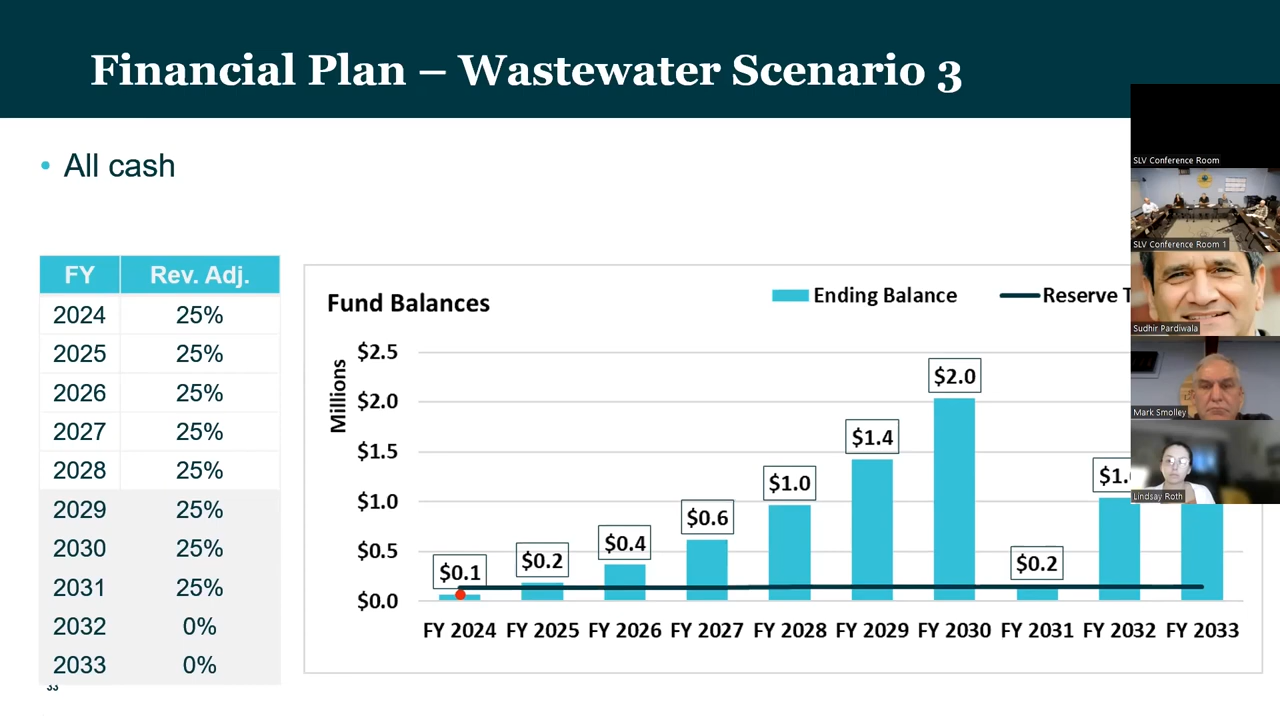 Financial Plan – Wastewater Scenario 3
• All cash
FY Rev. Adj.
2024 25%
2025 25%
2026 25%
2027 25%
2028 25%
2029 25%
2030 25%
2031 25%
2032 0%
2033 0%
33
Fund Balances
Ending Balance
Reserve T
Millions
$2.5
$2.0
$1.5
$1.0
$0.5
$0.0
$0.1
$0.2
$0.4
$0.6
$1.0
$1.4
$2.0
$0.2
$1.
FY 2024 FY 2025 FY 2026 FY 2027 FY 2028 FY 2029 FY 2030 FY 2031 FY 2032 FY 2033
SLV Conference Room
SLV Conference Room 1
Sudhir Pardiwala
Mark Smolley
Lindsay Roth